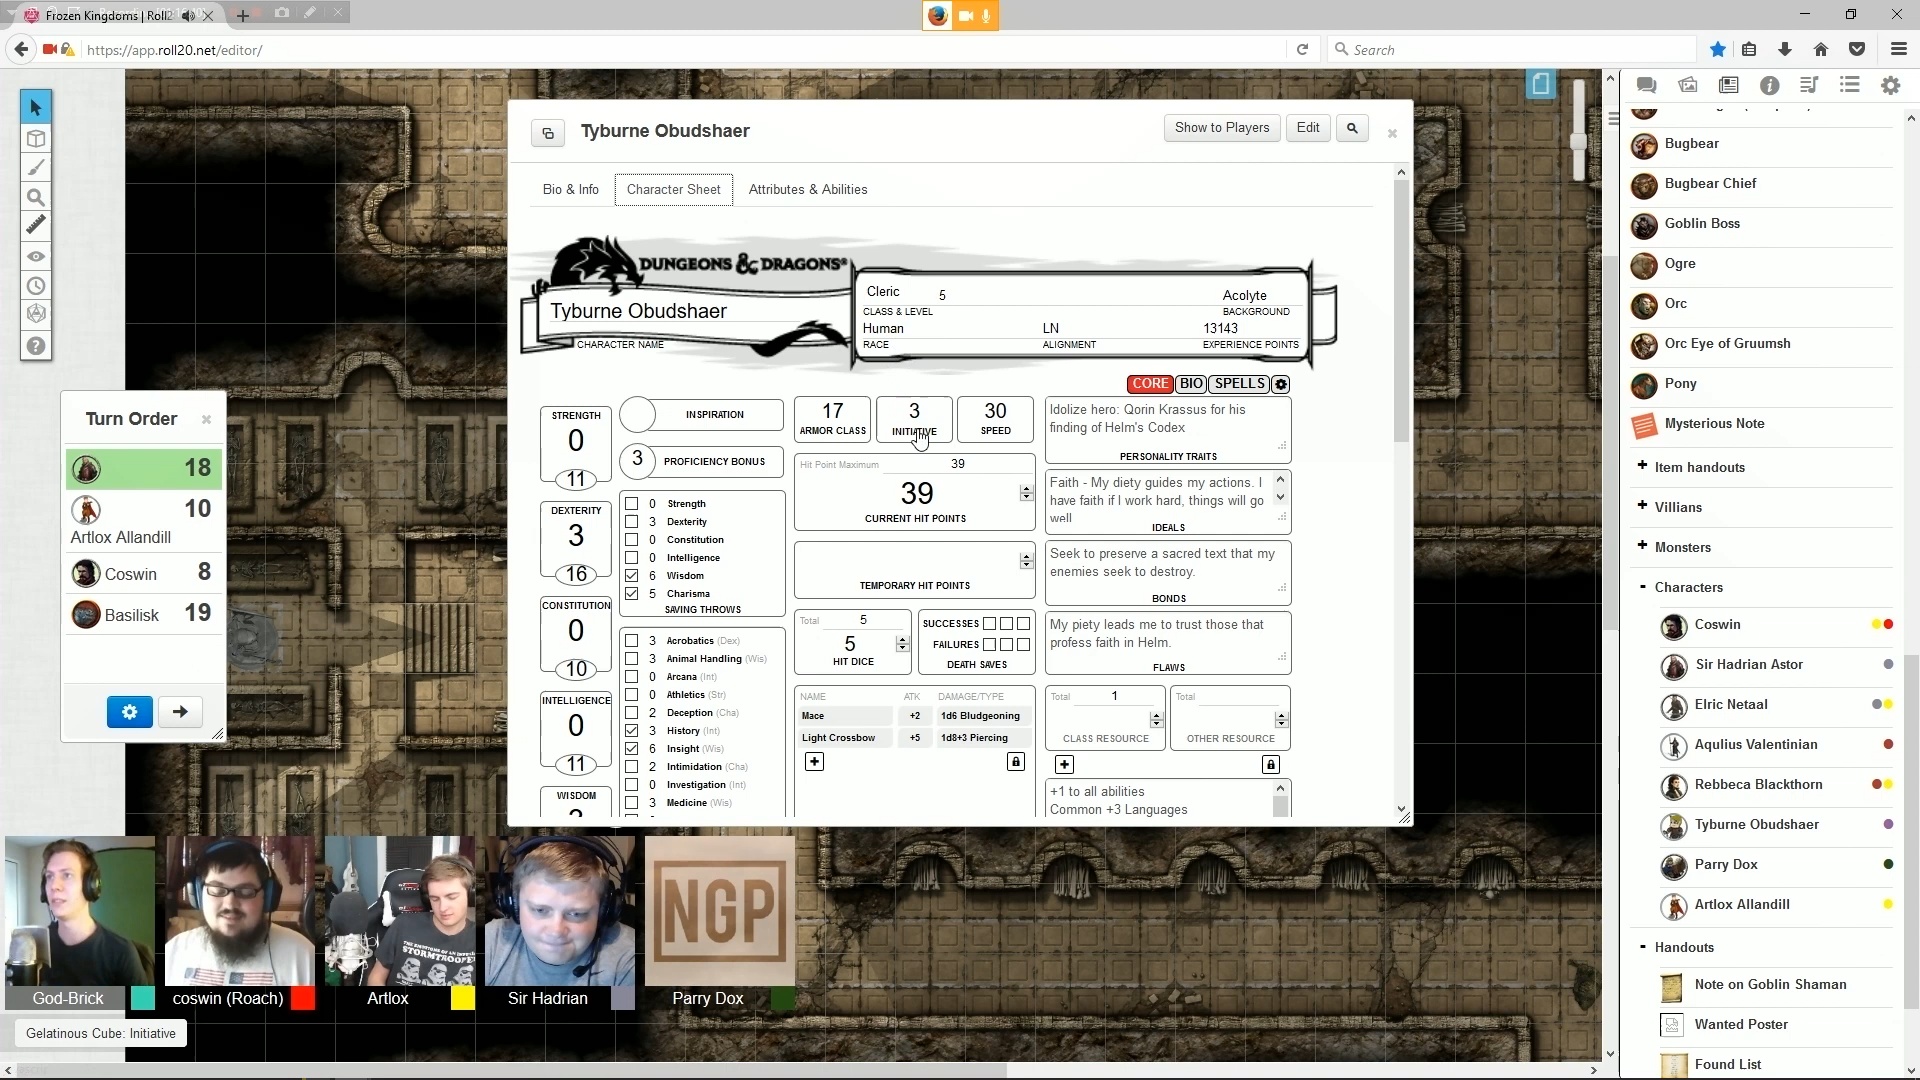 Frozen Kingdoms | Roll2
https://app.roll20.net/editor/
Search
Tyburne Obudshaer
Show to Players
Edit
Bio & Info
Character Sheet
Attributes & Abilities
DUNGEONS & DRAGONS®
Tyburne Obudshaer
CHARACTER NAME
Cleric
5
Acolyte
CLASS & LEVEL
BACKGROUND
Human
LN
13143
RACE
ALIGNMENT
EXPERIENCE POINTS
CORE
BIO
SPELLS
STRENGTH
0
11
DEXTERITY
3
16
CONSTITUTION
0
10
INTELLIGENCE
0
11
WISDOM
INSPIRATION
3
PROFICIENCY BONUS
0 Strength
3 Dexterity
0 Constitution
0 Intelligence
6 Wisdom
5 Charisma
SAVING THROWS
3 Acrobatics (Dex)
3 Animal Handling (Wis)
0 Arcana (Int)
0 Athletics (Str)
2 Deception (Cha)
3 History (Int)
6 Insight (Wis)
2 Intimidation (Cha)
0 Investigation (Int)
3 Medicine (Wis)
17
ARMOR CLASS
3
INITIATIVE
30
SPEED
Hit Point Maximum
39
39
CURRENT HIT POINTS
TEMPORARY HIT POINTS
Total
5
5
HIT DICE
SUCCESSES
FAILURES
DEATH SAVES
NAME ATK DAMAGE/TYPE
Mace +2 1d6 Bludgeoning
Light Crossbow +5 1d8+3 Piercing
Idolize hero: Qorin Krassus for his
finding of Helm's Codex
PERSONALITY TRAITS
Faith - My diety guides my actions. I
have faith if I work hard, things will go
well
IDEALS
Seek to preserve a sacred text that my
enemies seek to destroy.
BONDS
My piety leads me to trust those that
profess faith in Helm.
FLAWS
Total
1
CLASS RESOURCE
Total
OTHER RESOURCE
+1 to all abilities
Common +3 Languages
Turn Order
18
10
Artlox Allandill
Coswin 8
Basilisk 19
Bugbear
Bugbear Chief
Goblin Boss
Ogre
Orc
Orc Eye of Gruumsh
Pony
Mysterious Note
Item handouts
Villians
Monsters
Characters
Coswin
Sir Hadrian Astor
Elric Netaal
Aqulius Valentinian
Rebbeca Blackthorn
Tyburne Obudshaer
Parry Dox
Artlox Allandill
Handouts
Note on Goblin Shaman
Wanted Poster
Found List
STORMTROOPER
NGP
God-Brick
coswin (Roach)
Artlox
Sir Hadrian
Parry Dox
Gelatinous Cube: Initiative